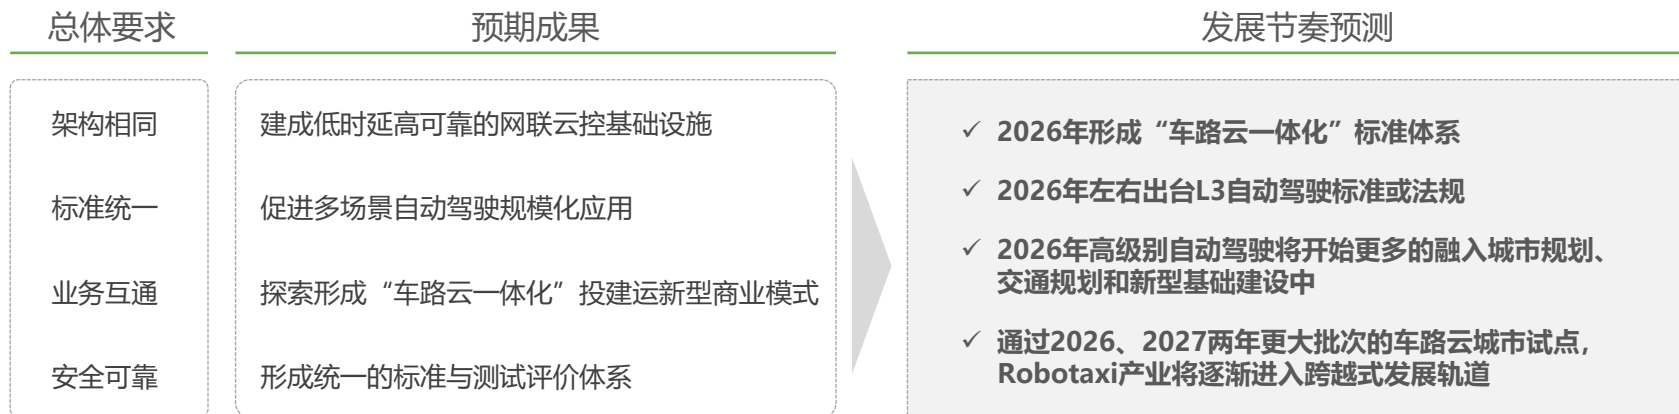 总体要求
预期成果
发展节奏预测
架构相同
标准统一
业务互通
安全可靠
建成低时延高可靠的网联云控基础设施
促进多场景自动驾驶规模化应用
探索形成“车路云一体化”投建运新型商业模式
形成统一的标准与测试评价体系
✓ 2026年形成“车路云一体化”标准体系
✓ 2026年左右出台L3自动驾驶标准或法规
✓ 2026年高级别自动驾驶将开始更多的融入城市规划、
交通规划和新型基础建设中
✓ 通过2026、2027两年更大批次的车路云城市试点，
Robotaxi产业将逐渐进入跨越式发展轨道